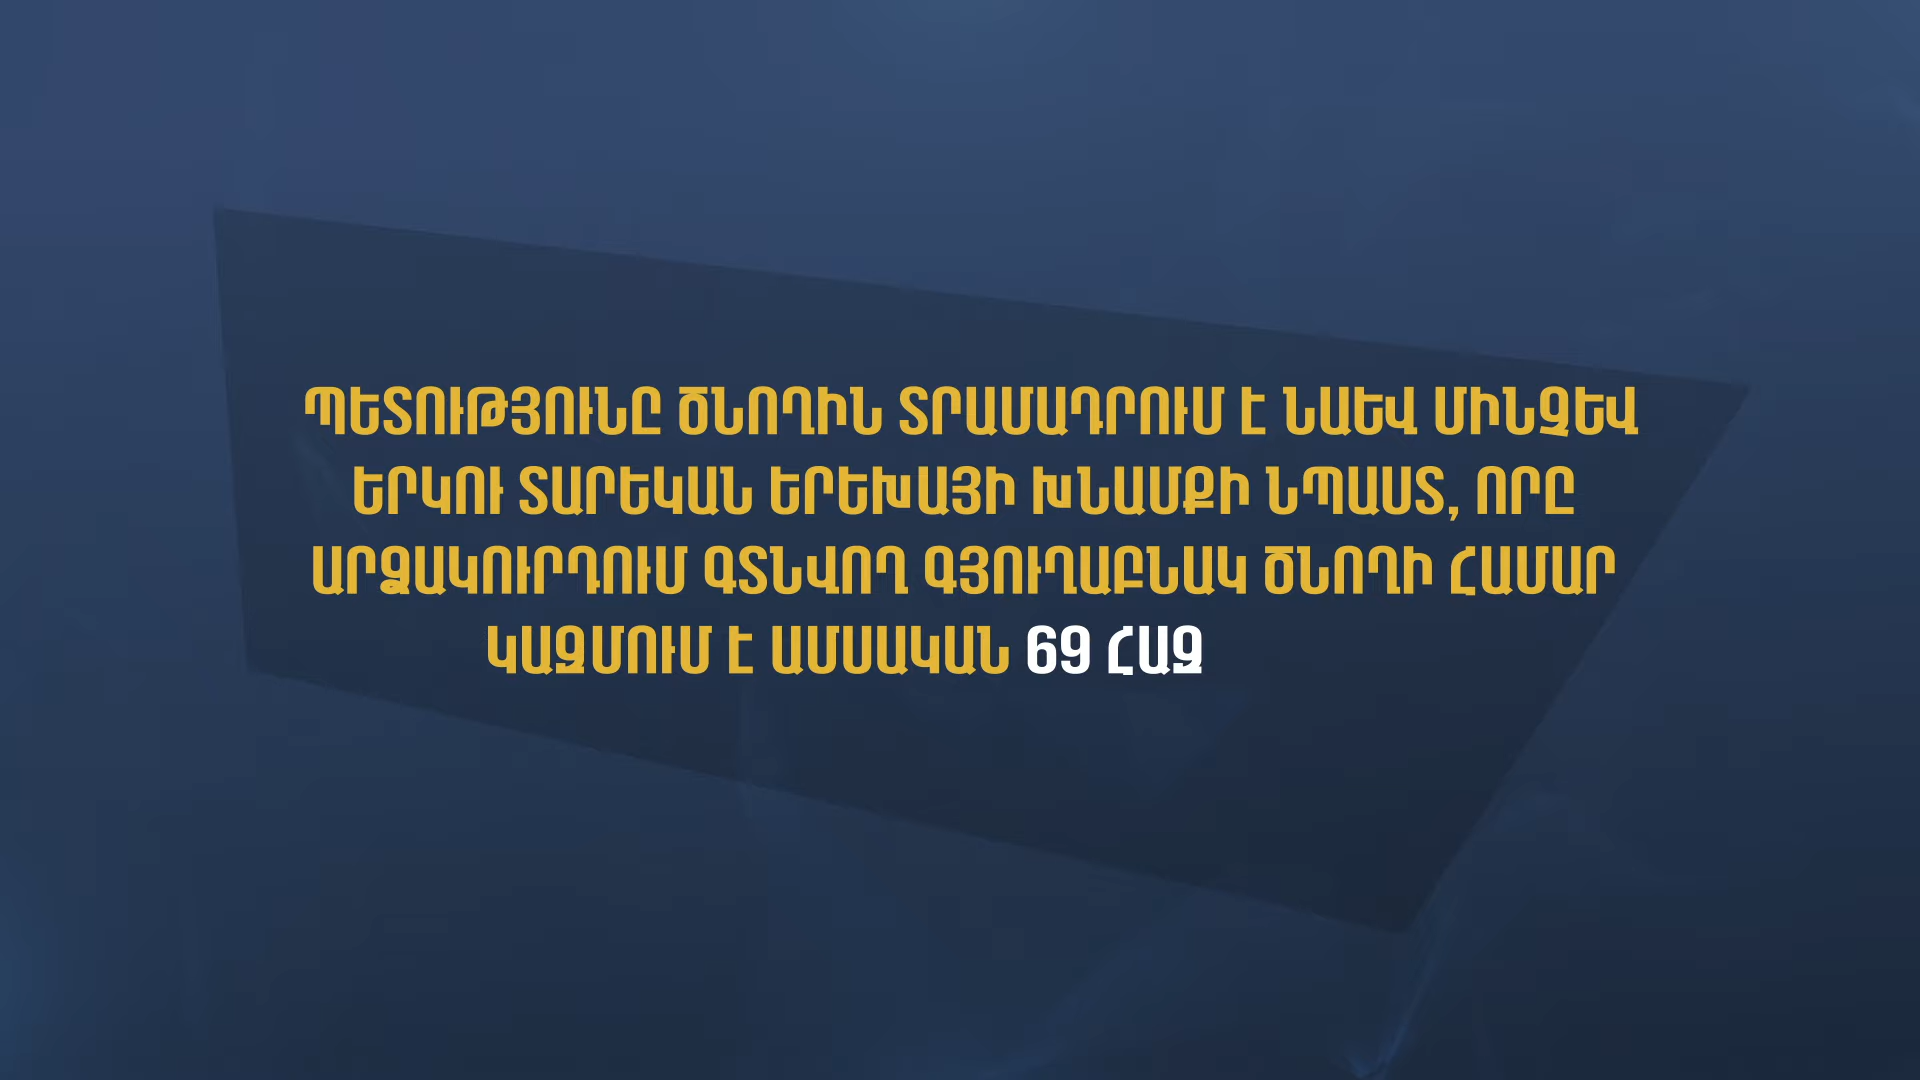 ՊԵՏՈՒԹՅՈՒՆԸ ԾՆՈՂԻՆ ՏՐԱՄԱԴՐՈՒՄ Է ՆԱԵՎ ՄԻՆՉԵՎ
ԵՐԿՈՒ ՏԱՐԵԿԱՆ ԵՐԵԽԱՅԻ ԽՆԱՄՔԻ ՆՊԱՍՏ, ՈՐԸ
ԱՐՁԱԿՈՒՐԴՈՒՄ ԳՏՆՎՈՂ ԳՅՈՒՂԱԲՆԱԿ ԾՆՈՂԻ ՀԱՄԱՐ
ԿԱԶՄՈՒՄ Է ԱՄՍԱԿԱՆ 69 ՀԱԶ